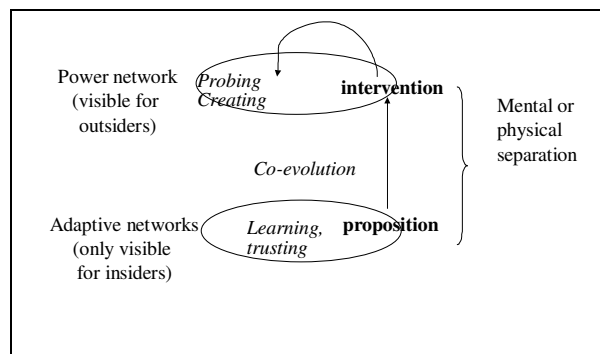 Power network
(visible for
outsiders)
Probing
Creating
intervention
Mental or
physical
separation
Co-evolution
Adaptive networks
(only visible
for insiders)
Learning,
trusting
proposition